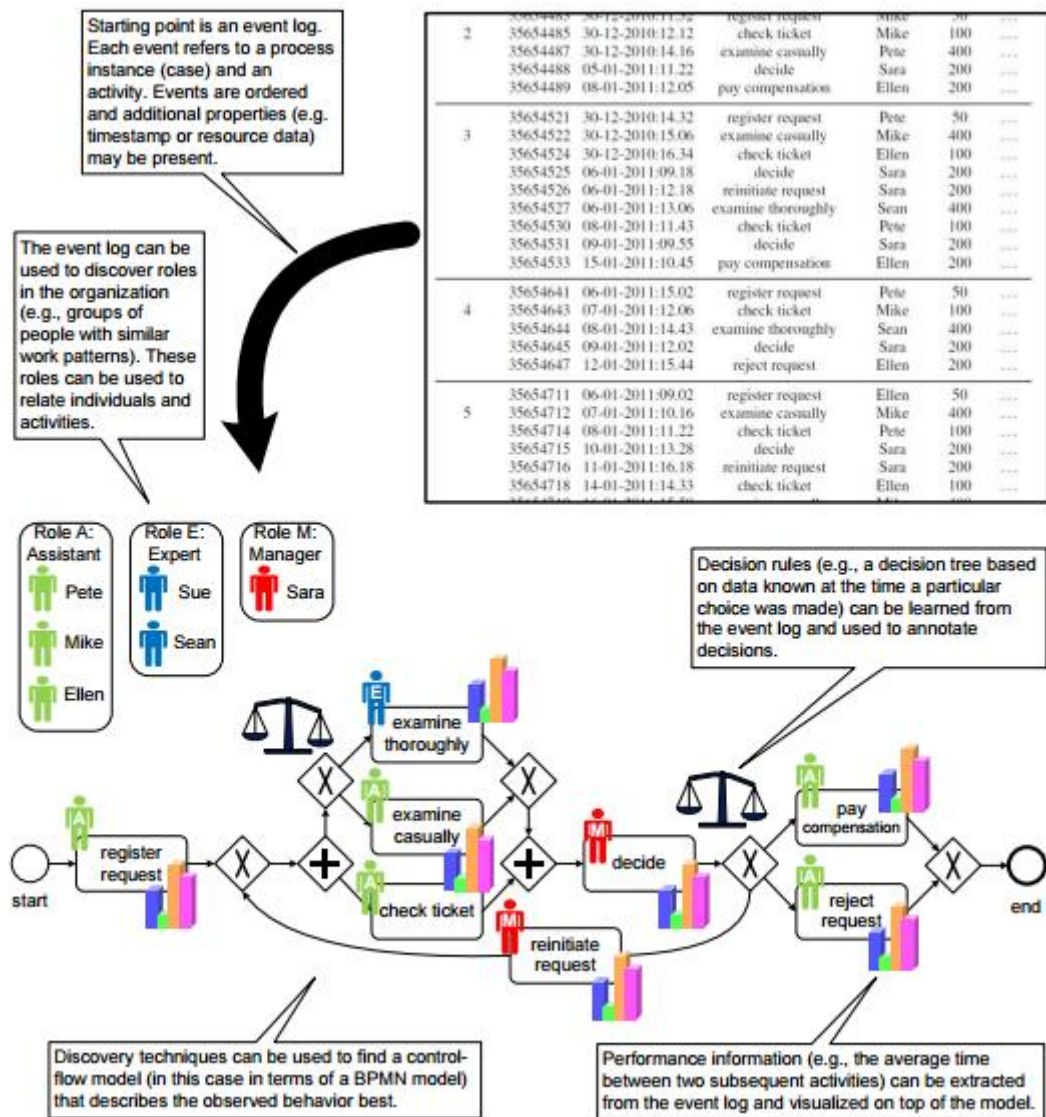 Starting point is an event log.
Each event refers to a process
instance (case) and an
activity. Events are ordered
and additional properties (e.g.
timestamp or resource data)
may be present.
35654483 30-12-2010:11.32 register request Mike 50 ...
2 35654485 30-12-2010:12.12 check ticket Mike 100 ...
35654487 30-12-2010:14.16 examine casually Pete 400 ...
35654488 05-01-2011:11.22 decide Sara 200 ...
35654489 08-01-2011:12.05 pay compensation Ellen 200 ...
35654521 30-12-2010:14.32 register request Pete 50 ...
3 35654522 30-12-2010:15.06 examine casually Mike 400 ...
35654524 30-12-2010:16.34 check ticket Ellen 100 ...
35654525 06-01-2011:09.18 decide Sara 200 ...
35654526 06-01-2011:12.18 reinitiate request Sara 200 ...
35654527 06-01-2011:13.06 examine thoroughly Sean 400 ...
35654530 08-01-2011:11.43 check ticket Pete 100 ...
35654531 09-01-2011:09.55 decide Sara 200 ...
35654533 15-01-2011:10.45 pay compensation Ellen 200 ...
35654641 06-01-2011:15.02 register request Pete 50 ...
4 35654643 07-01-2011:12.06 check ticket Mike 100 ...
35654644 08-01-2011:14.43 examine thoroughly Sean 400 ...
35654645 09-01-2011:12.02 decide Sara 200 ...
35654647 12-01-2011:15.44 reject request Ellen 200 ...
35654711 06-01-2011:09.02 register request Ellen 50 ...
5 35654712 07-01-2011:10.16 examine casually Mike 400 ...
35654714 08-01-2011:11.22 check ticket Pete 100 ...
35654715 10-01-2011:13.28 decide Sara 200 ...
35654716 11-01-2011:16.18 reinitiate request Sara 200 ...
35654718 14-01-2011:14.33 check ticket Ellen 100 ...
The event log can be
used to discover roles
in the organization
(e.g., groups of
people with similar
work patterns). These
roles can be used to
relate individuals and
activities.
Role A:
Assistant
Pete
Mike
Ellen
Role E:
Expert
Sue
Sean
Role M:
Manager
Sara
Decision rules (e.g., a decision tree based
on data known at the time a particular
choice was made) can be learned from
the event log and used to annotate
decisions.
E
examine
thoroughly
A
examine
casually
A
check ticket
A
register
request
start
M
decide
M
reinitiate
request
A
pay
compensation
A
reject
request
end
Discovery techniques can be used to find a control-
flow model (in this case in terms of a BPMN model)
that describes the observed behavior best.
Performance information (e.g., the average time
between two subsequent activities) can be extracted
from the event log and visualized on top of the model.